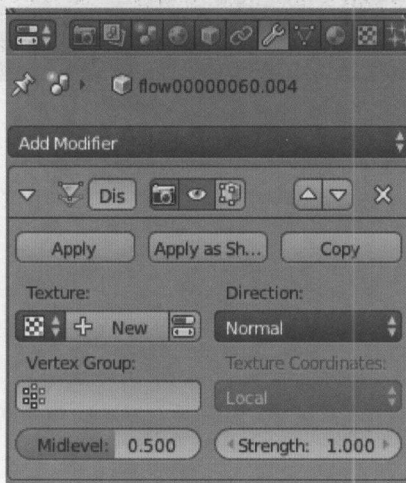 flow00000060.004
Add Modifier
Dis
Apply
Apply as Sh...
Copy
Texture:
Direction:
New
Normal
Vertex Group:
Texture Coordinates:
Local
Midlevel: 0.500
Strength: 1.000